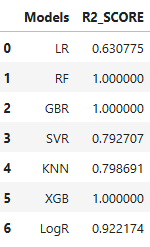 Models R2_SCORE
0 LR 0.630775
1 RF 1.000000
2 GBR 1.000000
3 SVR 0.792707
4 KNN 0.798691
5 XGB 1.000000
6 LogR 0.922174